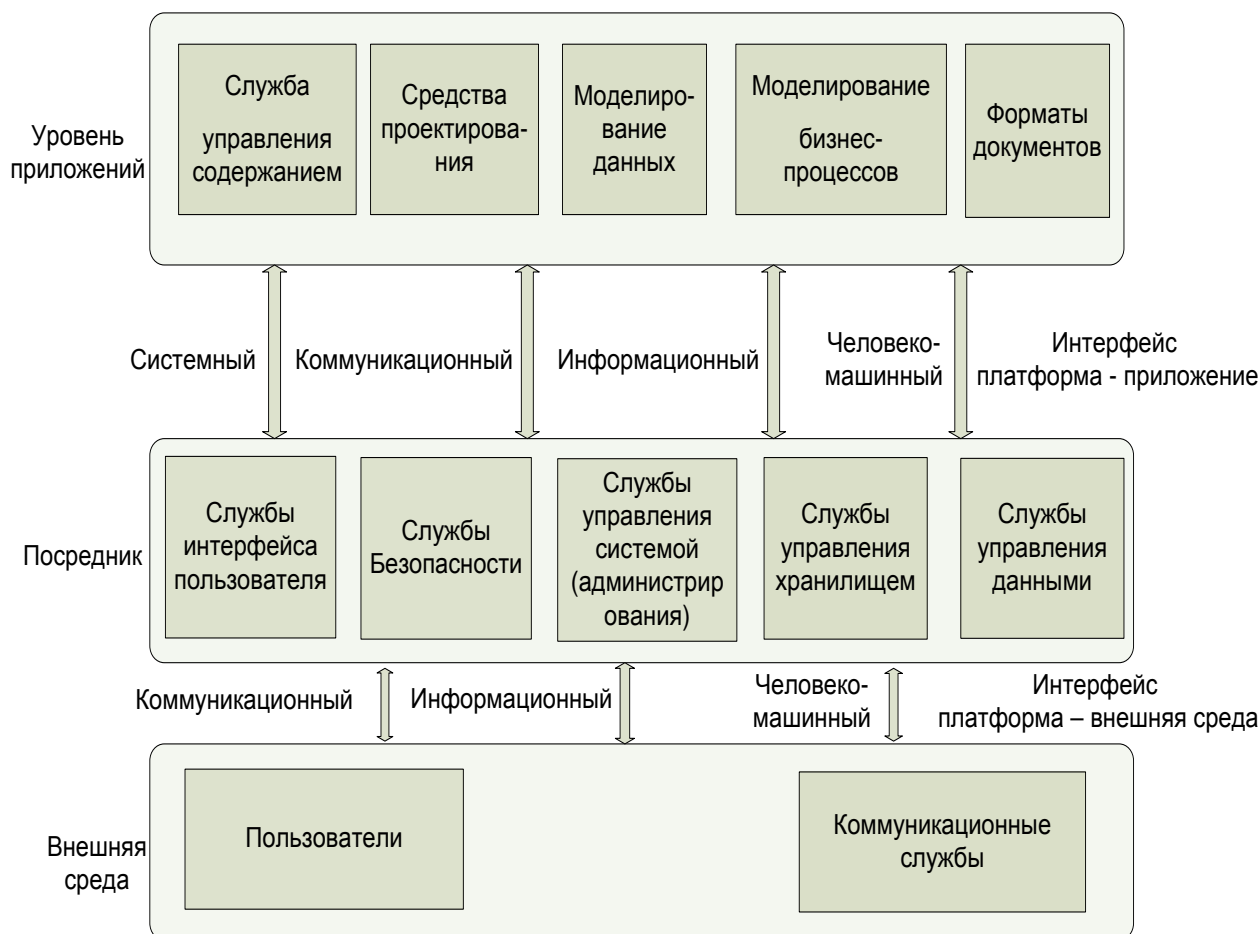 Уровень
приложений
Служба
управления
содержанием
Средства
проектирова-
ния
Моделиро-
вание
данных
Моделирование
бизнес-
процессов
Форматы
документов
Системный
Коммуникационный
Информационный
Человеко-
машинный
Интерфейс
платформа - приложение
Посредник
Службы
интерфейса
пользователя
Службы
Безопасности
Службы
управления
системой
(администрир
ования)
Службы
управления
хранилищем
Службы
управления
данными
Коммуникационный
Информационный
Человеко-
машинный
Интерфейс
платформа – внешняя среда
Внешняя
среда
Пользователи
Коммуникационные
службы